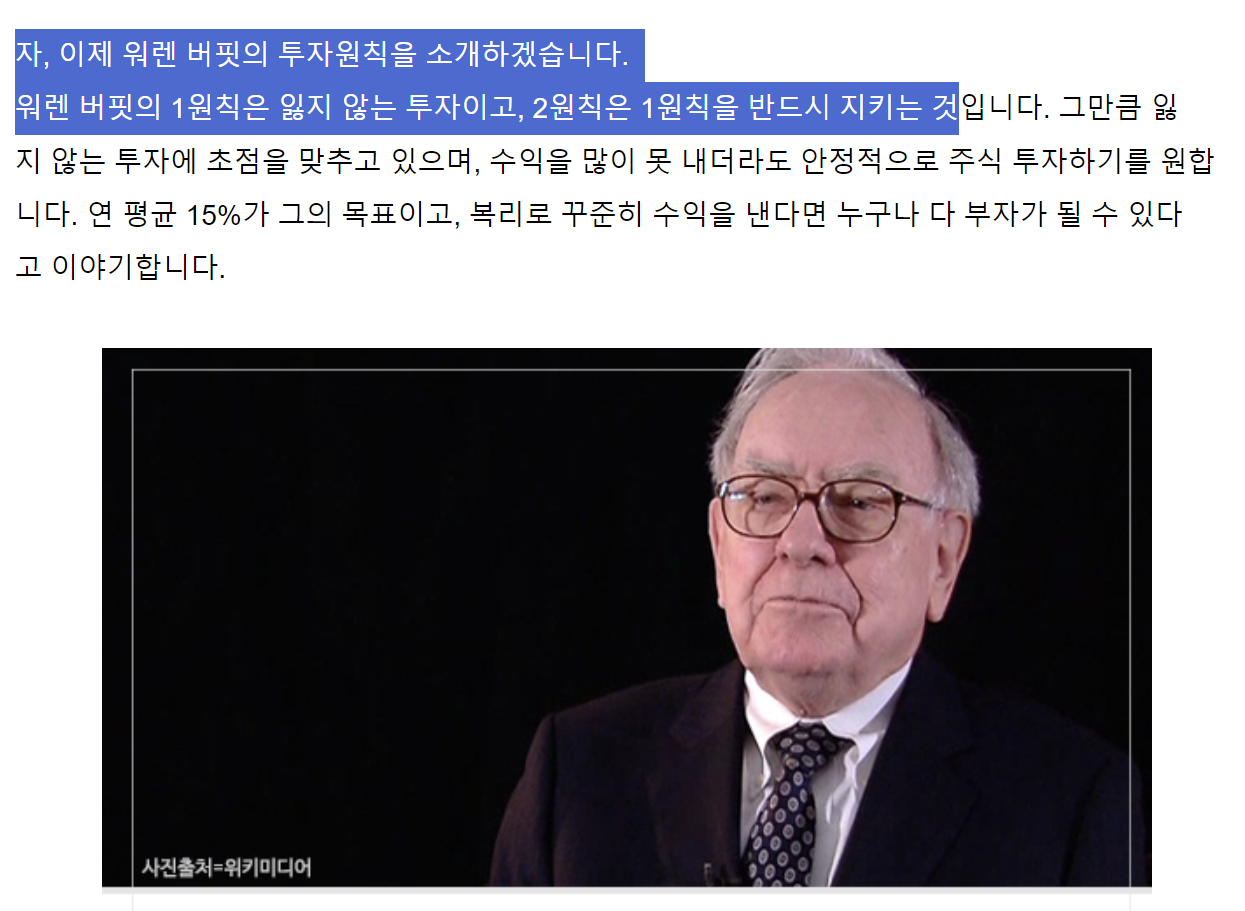 자, 이제 워렌 버핏의 투자원칙을 소개하겠습니다.
워렌 버핏의 1원칙은 잃지 않는 투자이고, 2원칙은 1원칙을 반드시 지키는 것입니다. 그만큼 잃
지 않는 투자에 초점을 맞추고 있으며, 수익을 많이 못 내더라도 안정적으로 주식 투자하기를 원합
니다. 연 평균 15%가 그의 목표이고, 복리로 꾸준히 수익을 낸다면 누구나 다 부자가 될 수 있다
고 이야기합니다.
사진출처=위키미디어